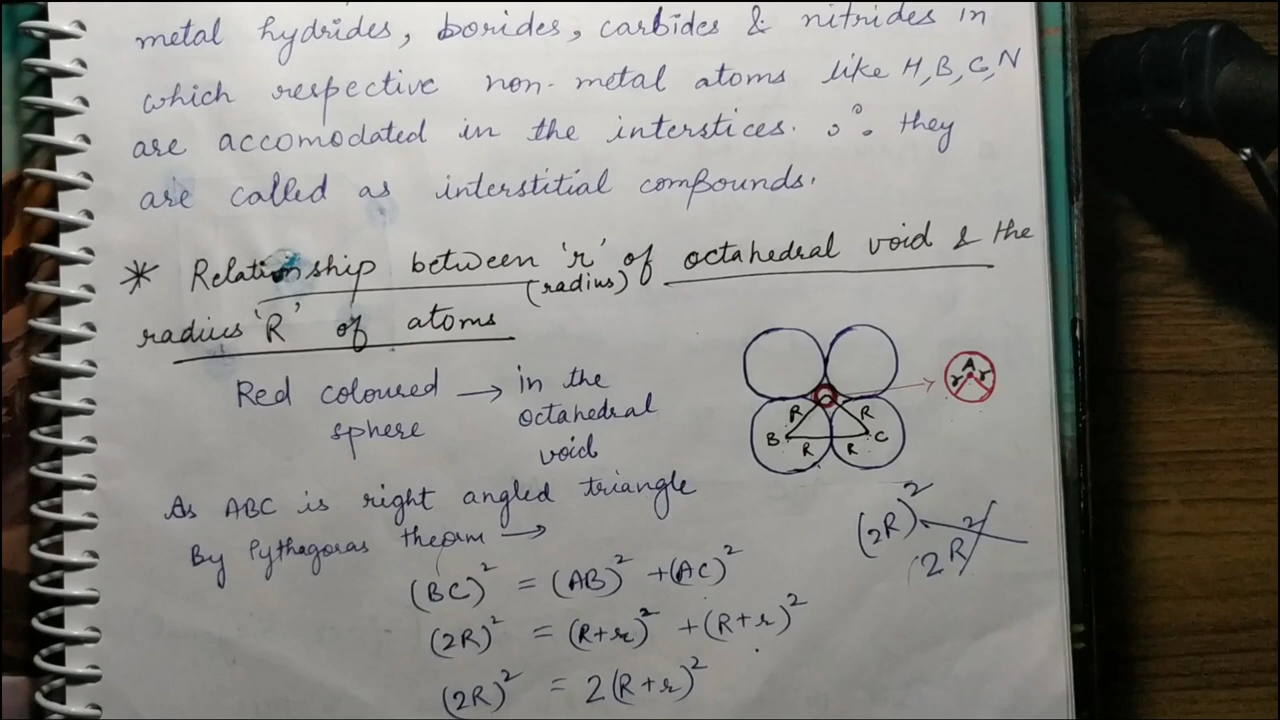 metal hydrides, borides, carbides & nitrides in
which respective non-metal atoms like H, B, C, N
are accomodated in the interstices. ∴ they
are called as interstitial compounds.
* Relationship between 'r' of octahedral void & the
(radius)
radius 'R' of atoms
Red coloured → in the
sphere octahedral
void
A
r r
R R
B C
R R
As ABC is right angled triangle
By Pythagoras theorm →
(2R)²
(BC)² = (AB)² + (AC)²
(2R)² = (R+r)² + (R+r)²
(2R)² = 2(R+r)²